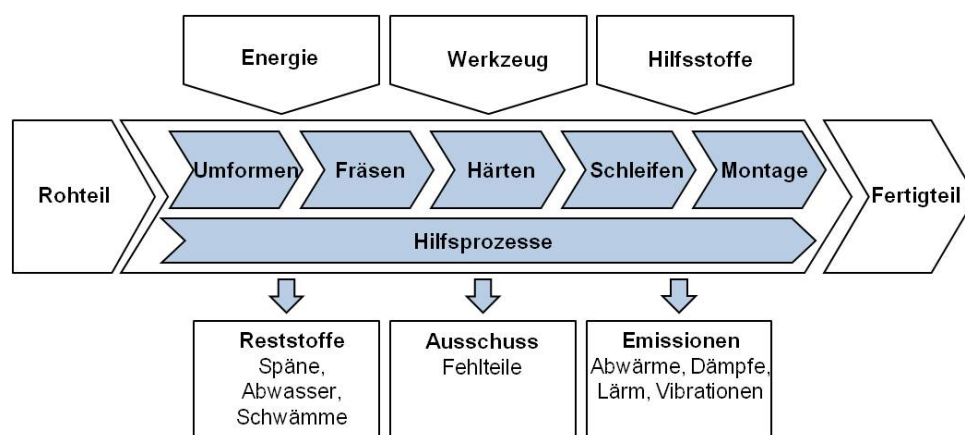 Energie
Werkzeug
Hilfsstoffe
Rohteil
Umformen
Fräsen
Härten
Schleifen
Montage
Fertigteil
Hilfsprozesse
Reststoffe
Späne,
Abwasser,
Schwämme
Ausschuss
Fehlteile
Emissionen
Abwärme, Dämpfe,
Lärm, Vibrationen